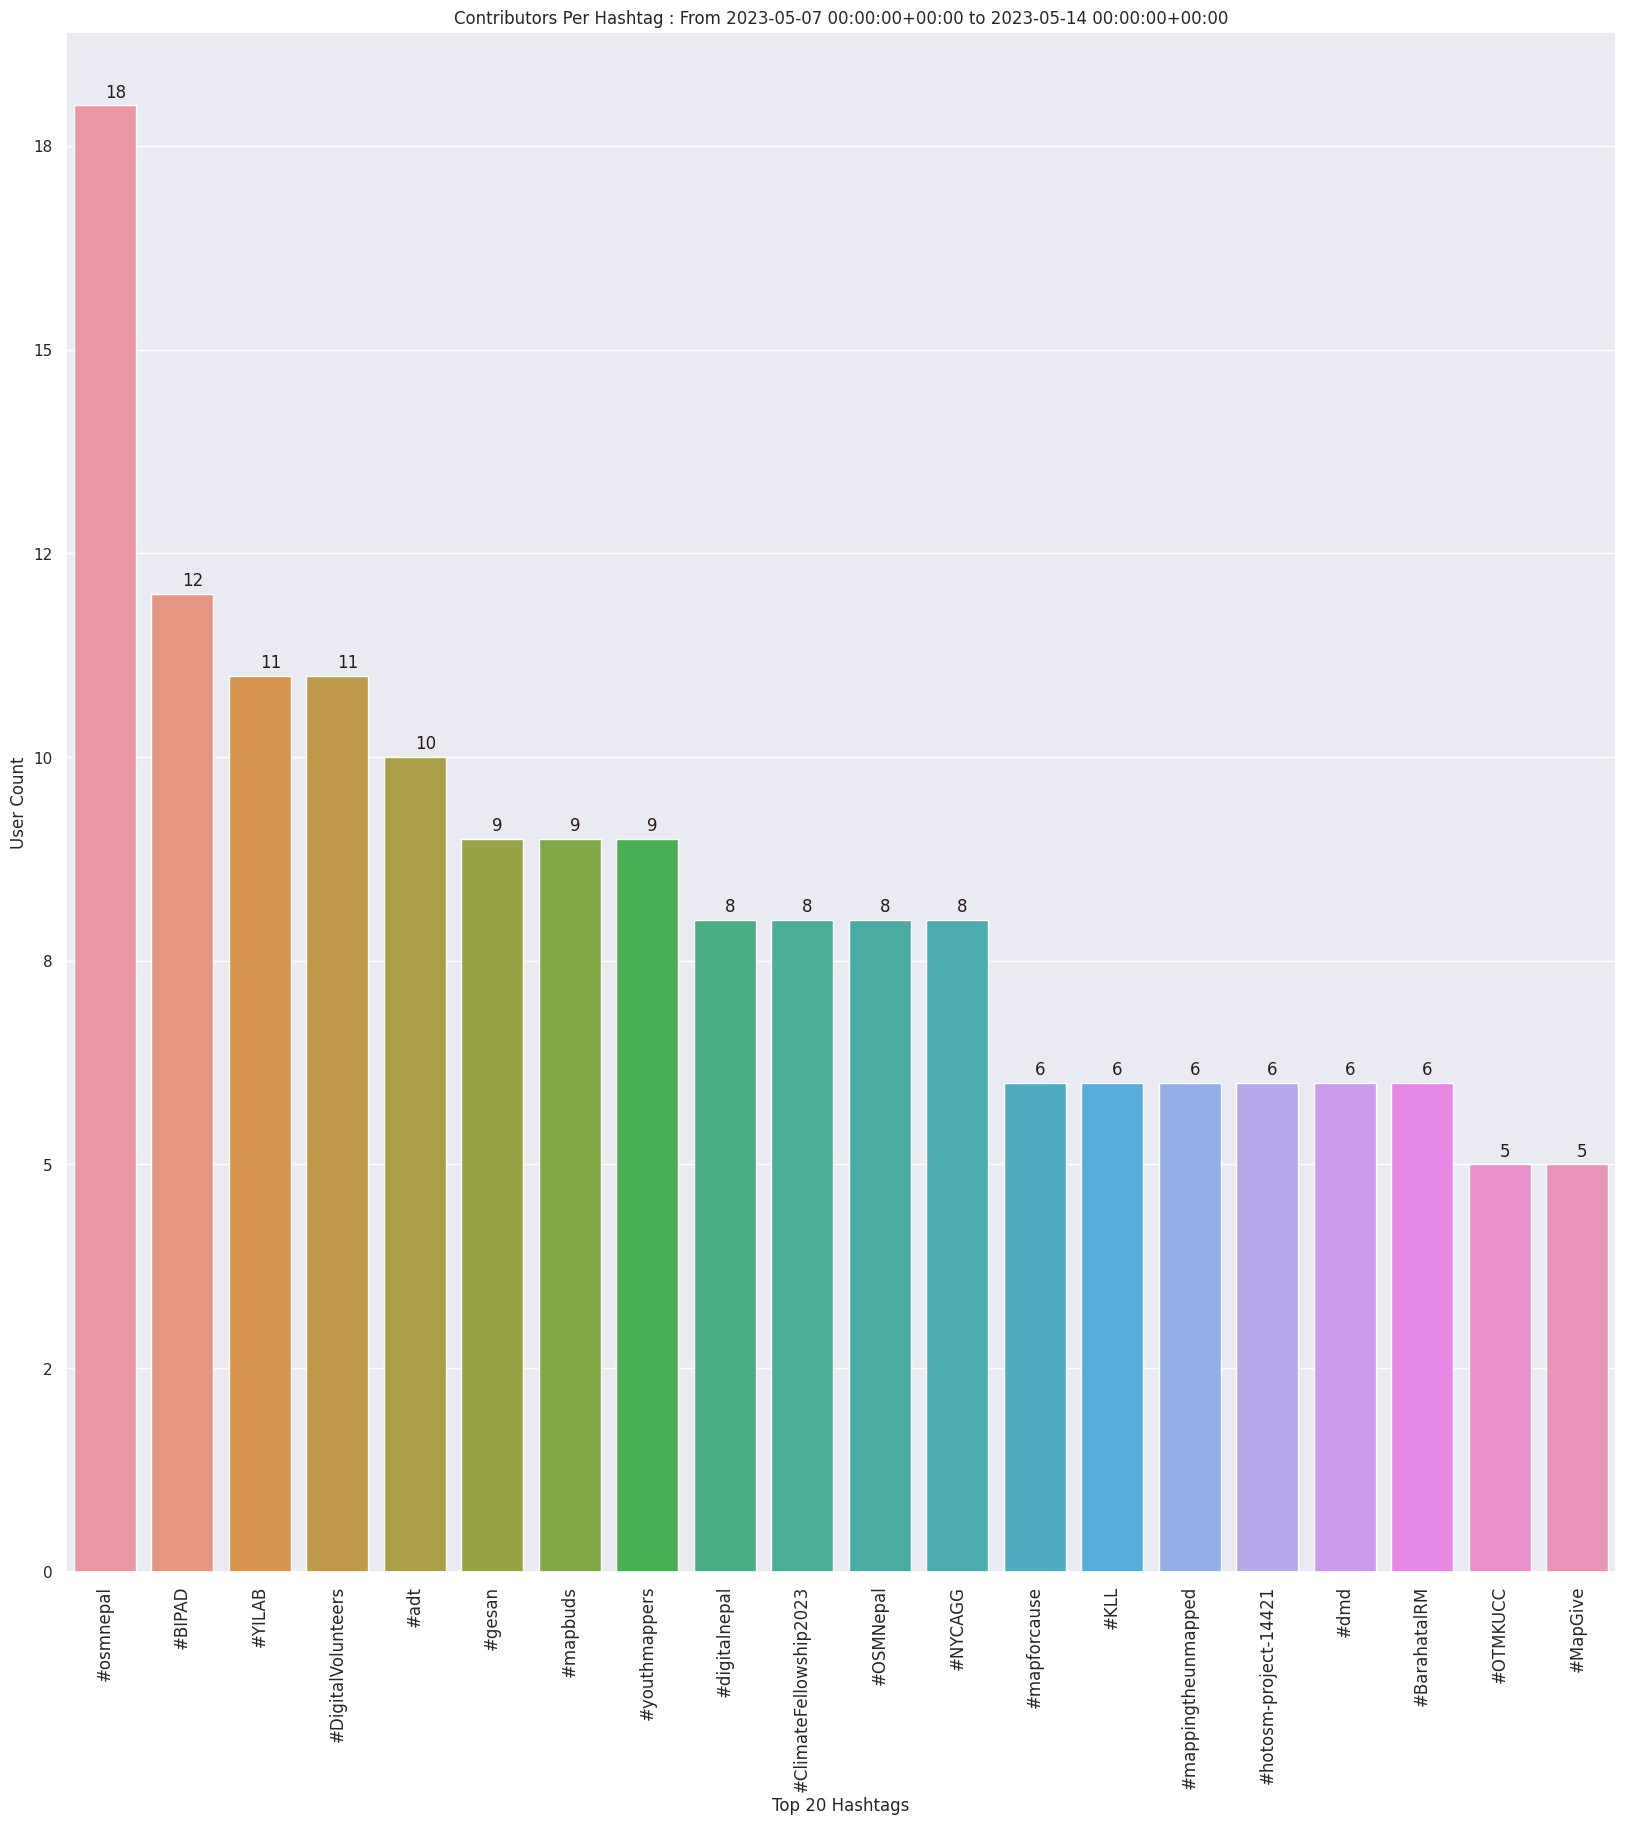 Contributors Per Hashtag : From 2023-05-07 00:00:00+00:00 to 2023-05-14 00:00:00+00:00
User Count
18
15
12
10
8
5
2
0
18
12
11
11
10
9
9
9
8
8
8
8
6
6
6
6
6
6
5
5
#osmnepal
#BIPAD
#YILAB
#DigitalVolunteers
#adt
#gesan
#mapbuds
#youthmappers
#digitalnepal
#ClimateFellowship2023
#OSMNepal
#NYCAGG
#mapforcause
#KLL
#mappingtheunmapped
#hotosm-project-14421
#dmd
#BarahatalRM
#OTMKUCC
#MapGive
Top 20 Hashtags